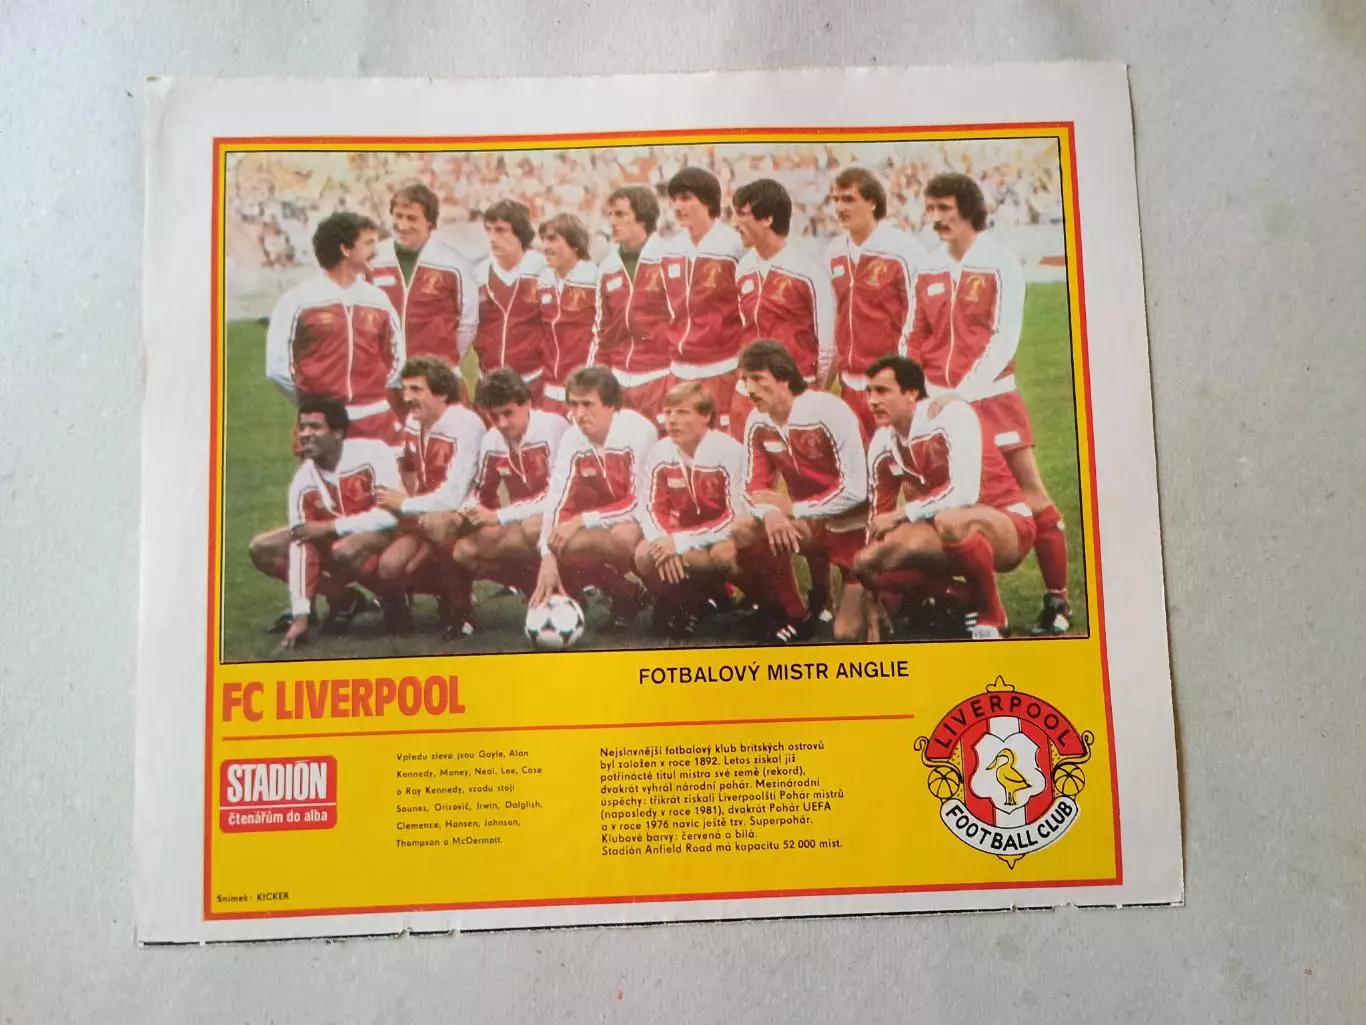 FC LIVERPOOL
FOTBALOVÝ MISTR ANGLIE
STADIÓN
čtenářům do alba
Vpředu zleva jsou Gayle, Alan
Kennedy, Money, Neal, Lee, Case
a Ray Kennedy, vzadu stojí
Sounes, Orizovič, Irwin, Dalglish,
Clemence, Hansen, Johnson,
Thompson a McDermott.
Nejslavnější fotbalový klub britských ostrovů
byl založen v roce 1892. Letos získal již
potřinácté titul mistra své země (rekord),
dvakrát vyhrál národní pohár. Mezinárodní
úspěchy: třikrát získali Liverpoolští Pohár mistrů
(naposledy v roce 1981), dvakrát Pohár UEFA
a v roce 1976 navíc ještě tzv. Superpohár.
Klubové barvy: červená a bílá.
Stadión Anfield Road má kapacitu 52 000 míst.
LIVERPOOL
FOOTBALL CLUB
Snímek: KICKER